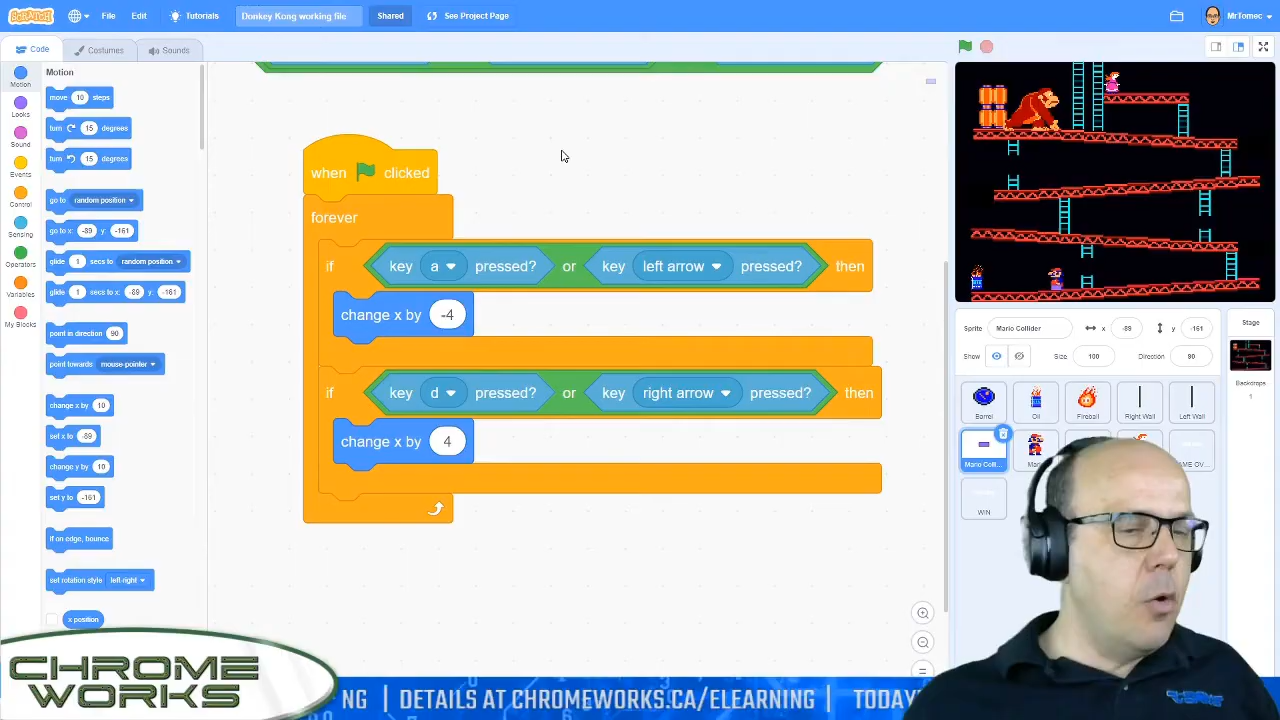 SCRATCH File Edit Tutorials Donkey Kong working file Shared See Project Page MrTomec
Code Costumes Sounds
Motion
Looks
Sound
Events
Control
Sensing
Operators
Variables
My Blocks
Motion
move 10 steps
turn 15 degrees
turn 15 degrees
go to random position
go to x: -89 y: -161
glide 1 secs to random position
glide 1 secs to x: -89 y: -161
point in direction 90
point towards mouse-pointer
change x by 10
set x to -89
change y by 10
set y to -161
if on edge, bounce
set rotation style left-right
x position
when clicked
forever
if key a pressed? or key left arrow pressed? then
change x by -4
if key d pressed? or key right arrow pressed? then
change x by 4
Sprite Mario Collider x -89 y -161
Show Size 100 Direction 90
Stage
Backdrops
1
Barrel Oil Fireball Right Wall Left Wall
Mario Colli...
WIN
CHROME
WORKS
NG | DETAILS AT CHROMEWORKS.CA/ELEARNING | TODAY